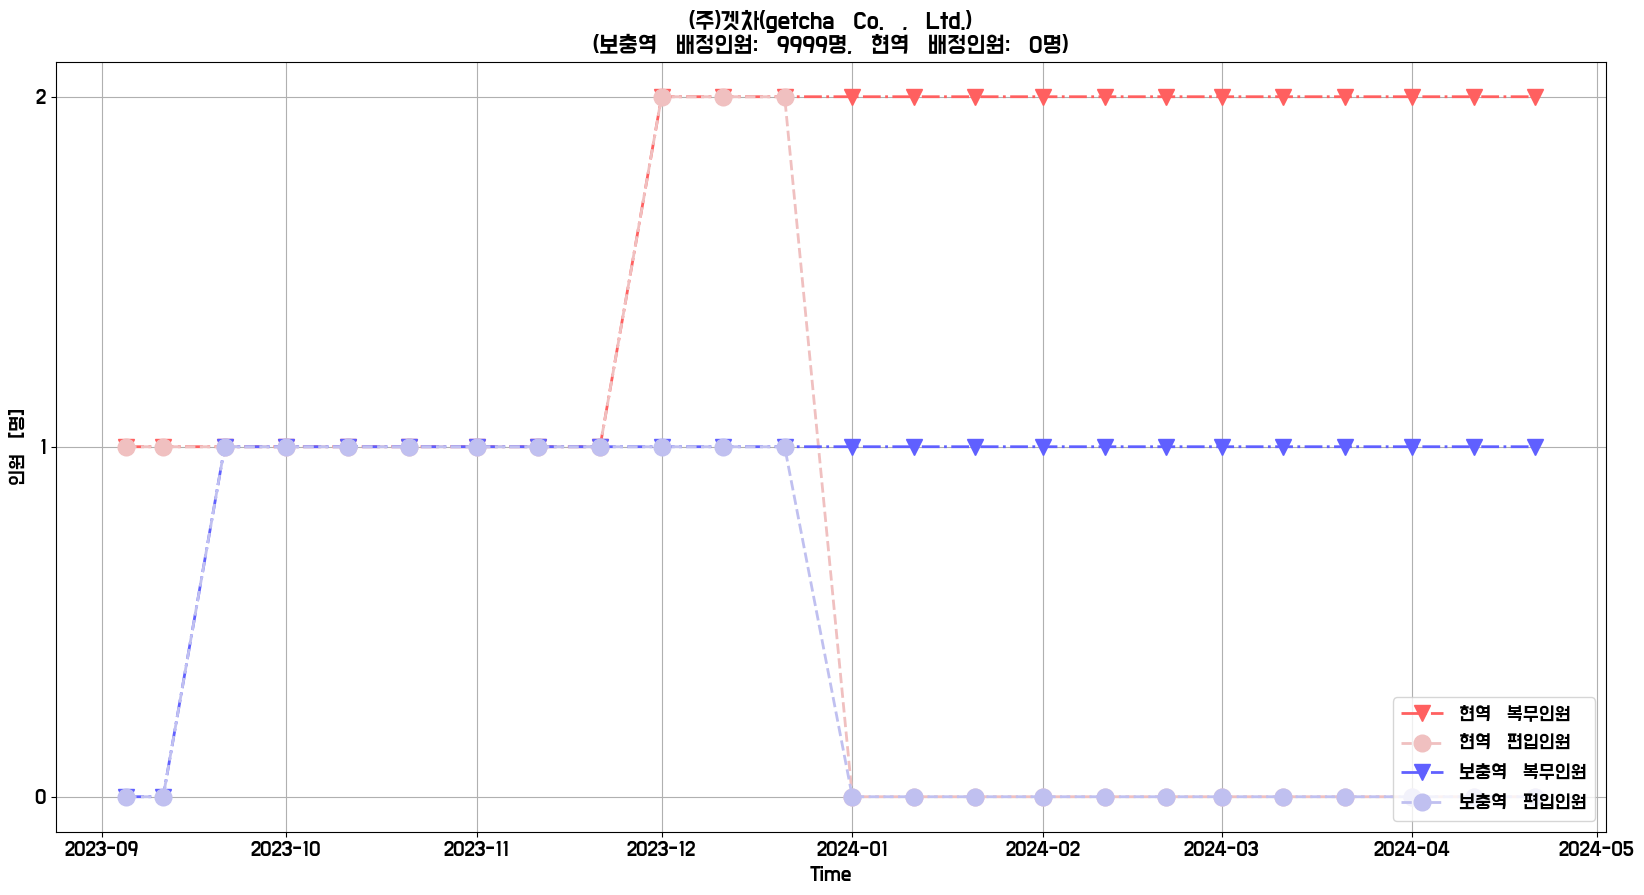 (주)겟차(getcha Co. , Ltd.)
(보충역 배정인원: 9999명, 현역 배정인원: 0명)
인원 [명]
2
1
0
현역 복무인원
현역 편입인원
보충역 복무인원
보충역 편입인원
2023-09 2023-10 2023-11 2023-12 2024-01 2024-02 2024-03 2024-04 2024-05
Time